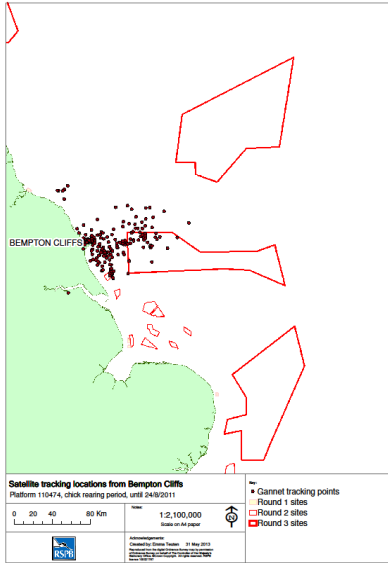 BEMPTON CLIFFS
Satellite tracking locations from Bempton Cliffs
Platform 110474, chick rearing period, until 24/8/2011
0 20 40 80 Km
Notes:
1:2,100,000
Scale on A4 paper
N
RSPB
Acknowledgements:
Created by: Emma Teuten 31 May 2013
Key:
Gannet tracking points
Round 1 sites
Round 2 sites
Round 3 sites